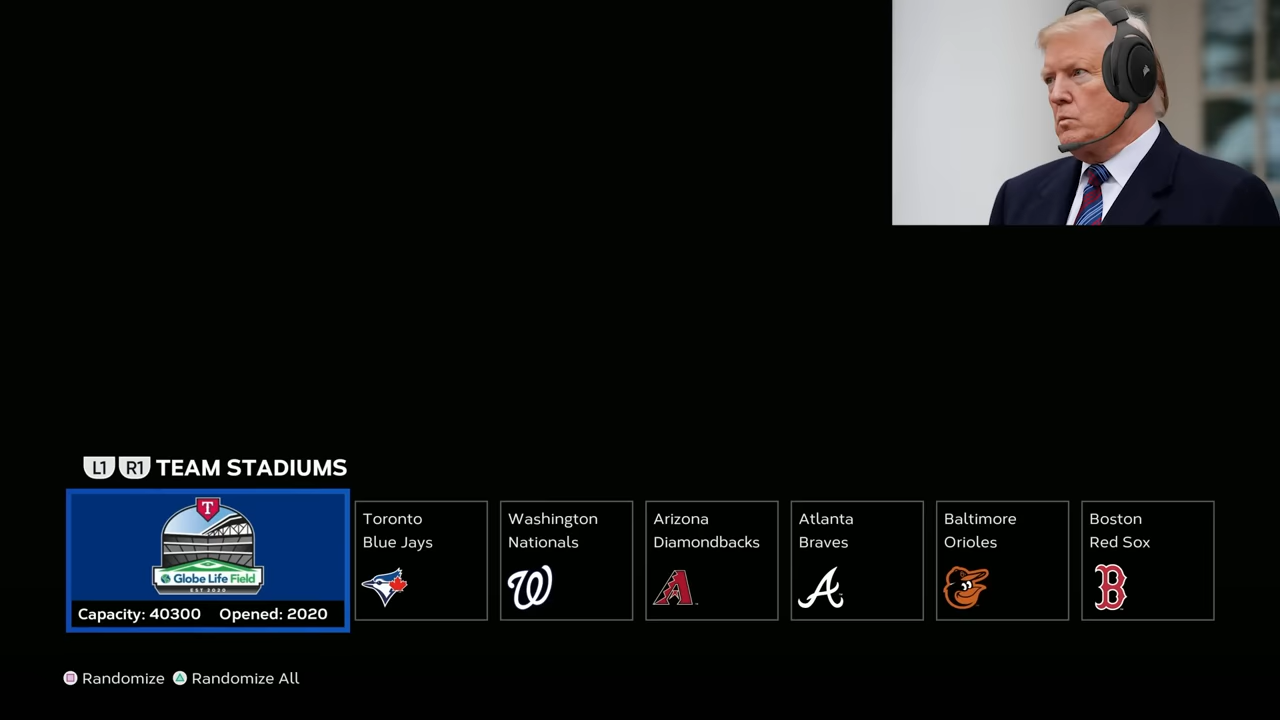 L1 R1 TEAM STADIUMS
T
Globe Life Field
EST 2020
Capacity: 40300 Opened: 2020
Toronto
Blue Jays
Washington
Nationals
W
Arizona
Diamondbacks
A
Atlanta
Braves
A
Baltimore
Orioles
Boston
Red Sox
B
Randomize Randomize All